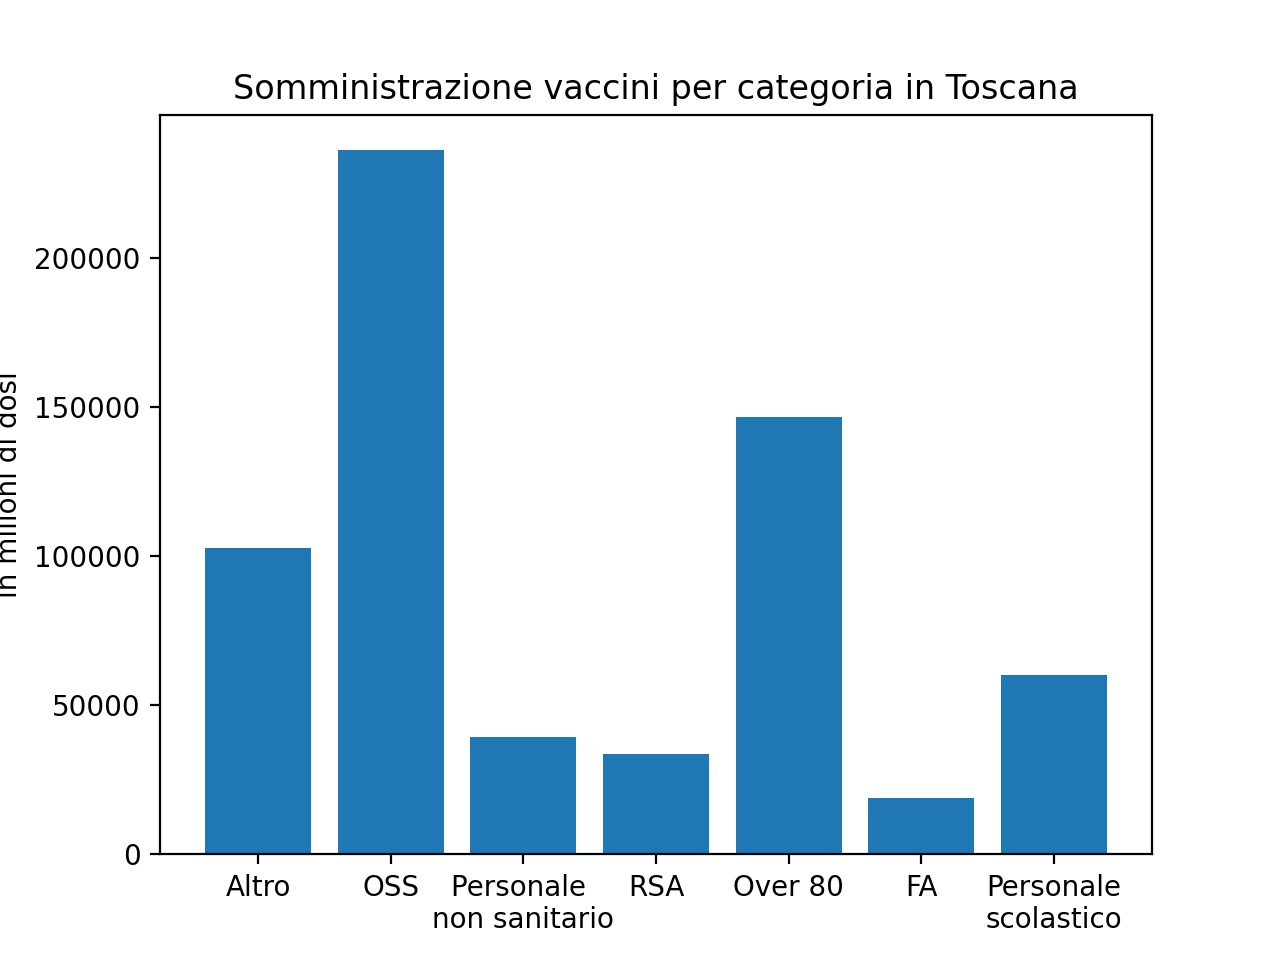 Somministrazione vaccini per categoria in Toscana
In milioni di dosi
200000
150000
100000
50000
0
Altro
OSS
Personale
non sanitario
RSA
Over 80
FA
Personale
scolastico